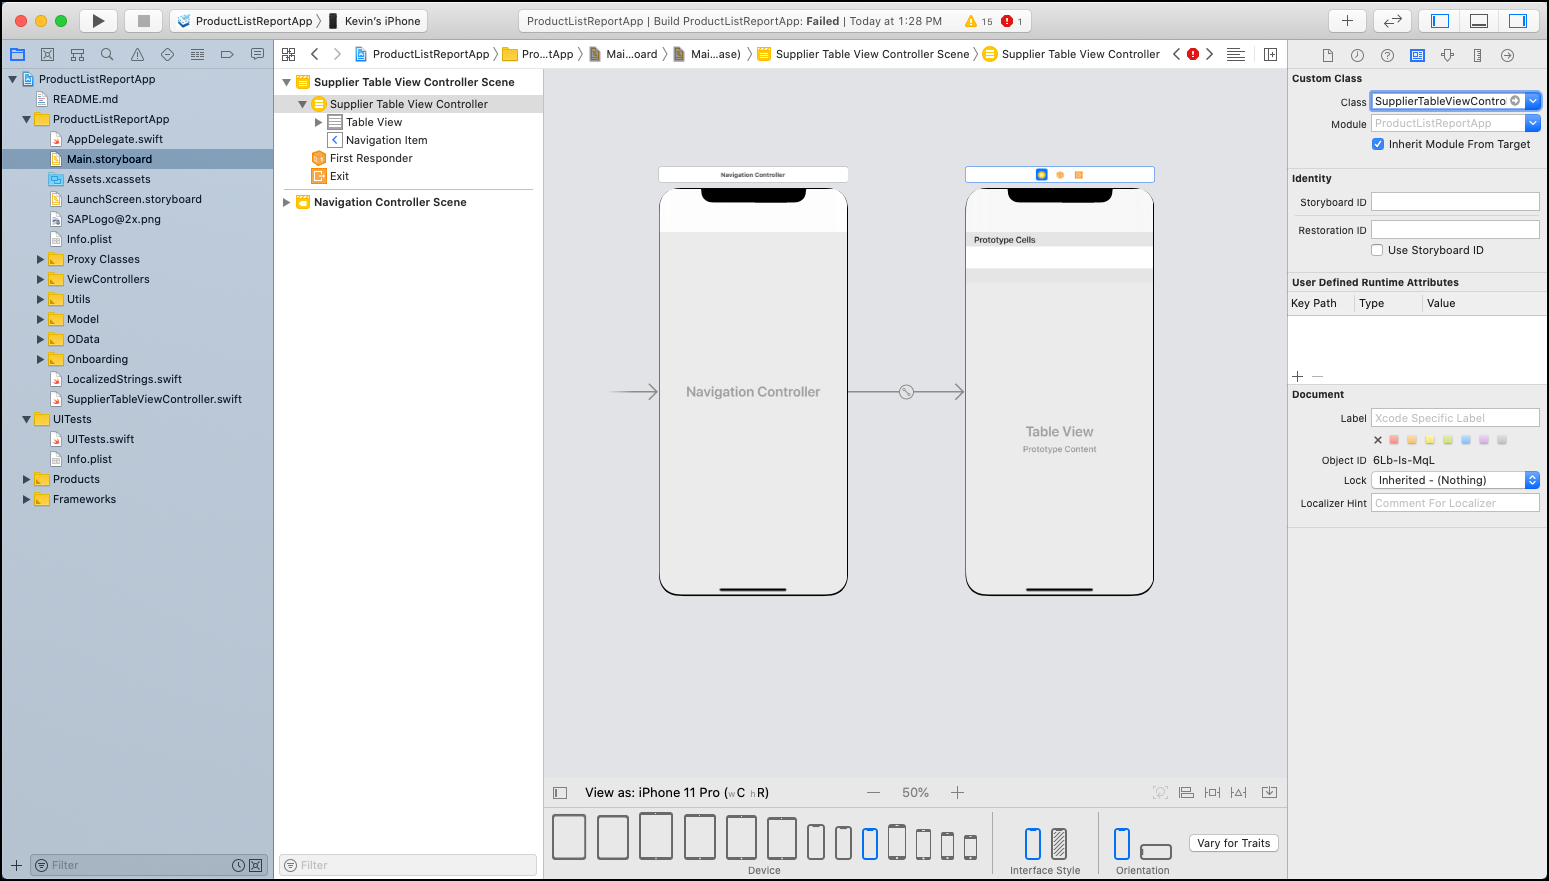 ProductListReportApp
Kevin's iPhone
ProductListReportApp | Build ProductListReportApp: Failed | Today at 1:28 PM
15
1
ProductListReportApp
Pro...tApp
Mai...oard
Mai...ase)
Supplier Table View Controller Scene
Supplier Table View Controller
ProductListReportApp
README.md
ProductListReportApp
AppDelegate.swift
Main.storyboard
Assets.xcassets
LaunchScreen.storyboard
SAPLogo@2x.png
Info.plist
Proxy Classes
ViewControllers
Utils
Model
OData
Onboarding
LocalizedStrings.swift
SupplierTableViewController.swift
UITests
UITests.swift
Info.plist
Products
Frameworks
Filter
Supplier Table View Controller Scene
Supplier Table View Controller
Table View
Navigation Item
First Responder
Exit
Navigation Controller Scene
Filter
Navigation Controller
Navigation Controller
Prototype Cells
Table View
Prototype Content
View as: iPhone 11 Pro (wC hR)
50%
Device
Interface Style
Orientation
Vary for Traits
Custom Class
Class SupplierTableViewContro
Module ProductListReportApp
Inherit Module From Target
Identity
Storyboard ID
Restoration ID
Use Storyboard ID
User Defined Runtime Attributes
Key Path Type Value
Document
Label Xcode Specific Label
Object ID 6Lb-Is-MqL
Lock Inherited - (Nothing)
Localizer Hint Comment For Localizer